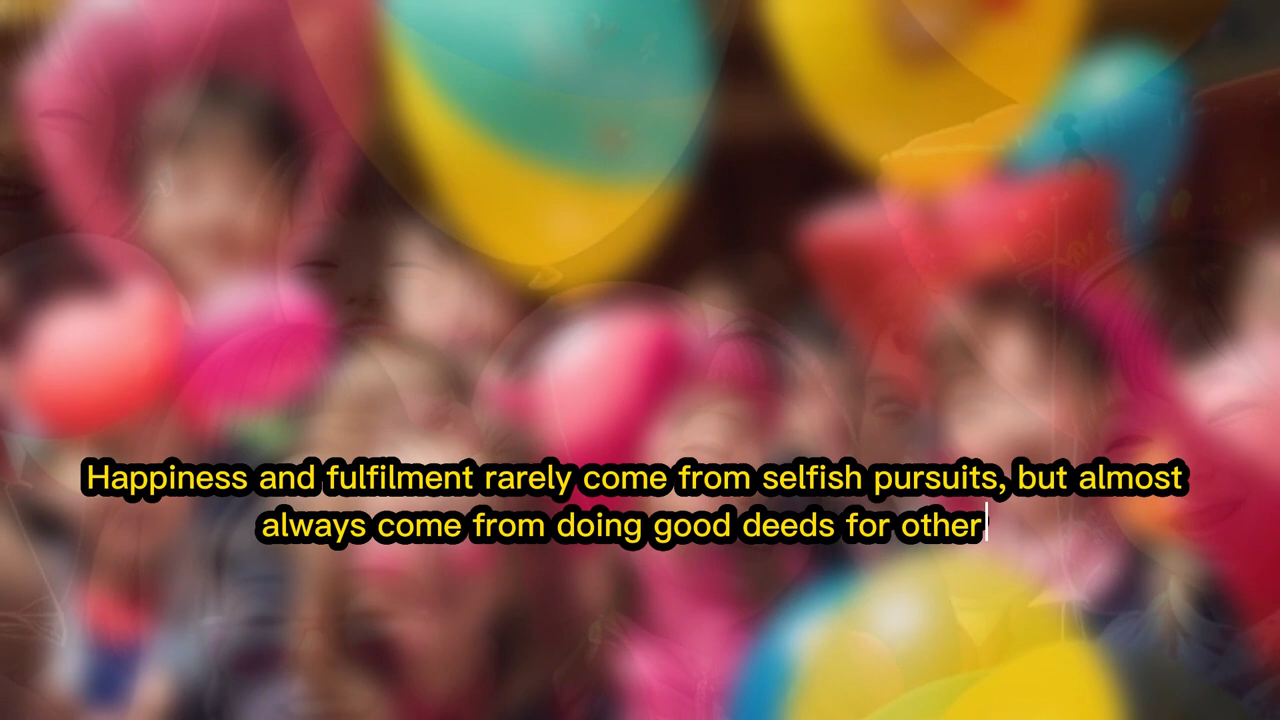 Happiness and fulfilment rarely come from selfish pursuits, but almost
always come from doing good deeds for other